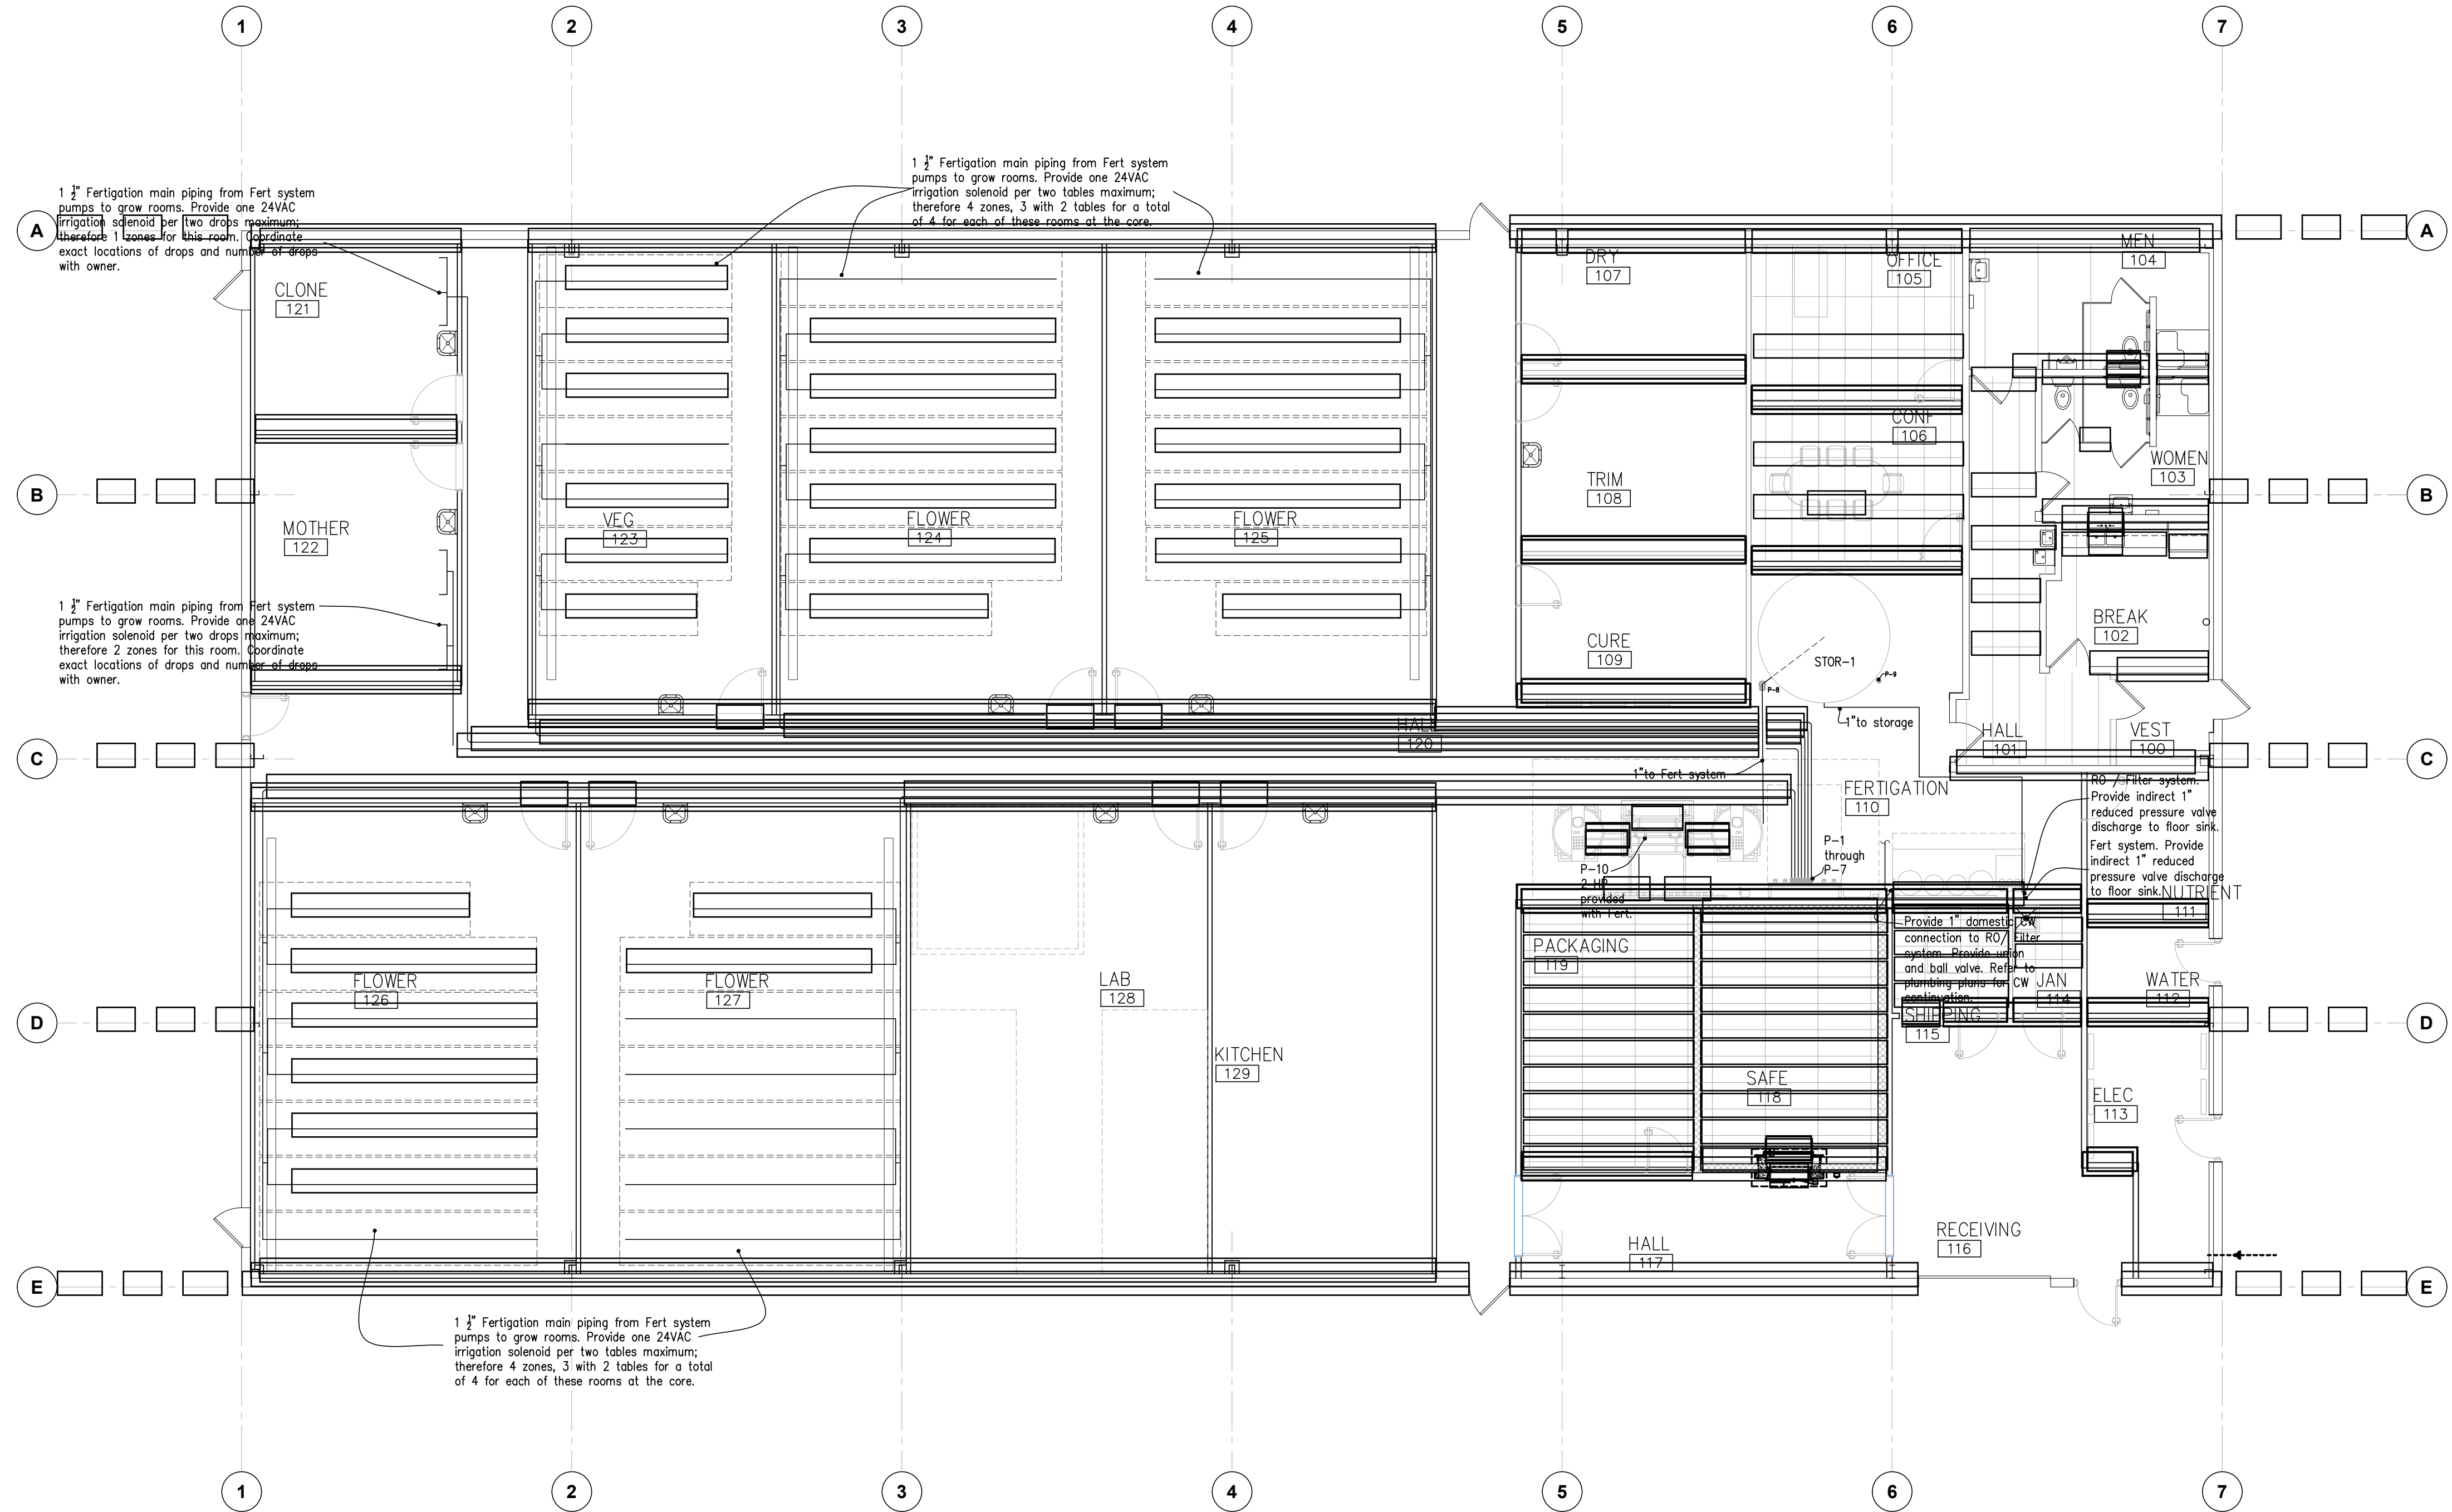 1
2
3
4
5
6
7
1 1/2" Fertigation main piping from Fert system
pumps to grow rooms. Provide one 24VAC
irrigation solenoid per two tables maximum;
therefore 4 zones, 3 with 2 tables for a total
of 4 for each of these rooms at the core.
1 1/2" Fertigation main piping from Fert system
pumps to grow rooms. Provide one 24VAC
irrigation solenoid per two drops maximum;
therefore 1 zones for this room. Coordinate
exact locations of drops and number of drops
with owner.
A
A
CLONE
121
DRY
107
OFFICE
105
MEN
104
CONF
106
B
B
MOTHER
122
VEG
123
FLOWER
124
FLOWER
125
TRIM
108
WOMEN
103
1 1/2" Fertigation main piping from Fert system
pumps to grow rooms. Provide one 24VAC
irrigation solenoid per two drops maximum;
therefore 2 zones for this room. Coordinate
exact locations of drops and number of drops
with owner.
CURE
109
STOR-1
P-8
P-9
BREAK
102
1" to storage
HALL
120
HALL
101
VEST
100
C
C
1" to Fert system
FERTIGATION
110
RO / Filter system.
Provide indirect 1"
reduced pressure valve
discharge to floor sink.
Fert system. Provide
indirect 1" reduced
pressure valve discharge
to floor sink.
NUTRIENT
111
P-1
through
P-7
P-10
2 HP
provided
with Fert.
Provide 1" domestic CW
connection to RO/ Filter
system. Provide union
and ball valve. Refer to
plumbing plans for CW
continuation.
PACKAGING
119
FLOWER
126
FLOWER
127
LAB
128
JAN
114
WATER
112
D
D
SHIPPING
115
KITCHEN
129
SAFE
118
ELEC
113
HALL
117
RECEIVING
116
E
E
1 1/2" Fertigation main piping from Fert system
pumps to grow rooms. Provide one 24VAC
irrigation solenoid per two tables maximum;
therefore 4 zones, 3 with 2 tables for a total
of 4 for each of these rooms at the core.
1
2
3
4
5
6
7